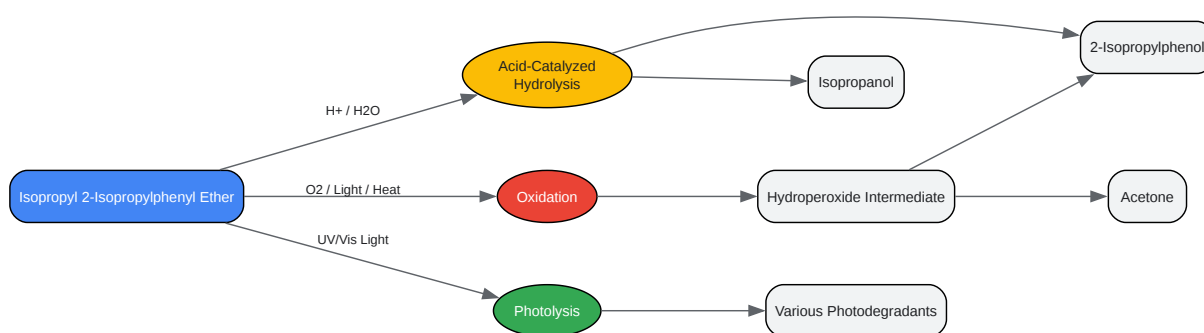 2-Isopropylphenol
Acid-Catalyzed
Hydrolysis
Isopropanol
H+ / H2O
Isopropyl 2-Isopropylphenyl Ether
O2 / Light / Heat
Oxidation
Hydroperoxide Intermediate
Acetone
UV/Vis Light
Photolysis
Various Photodegradants